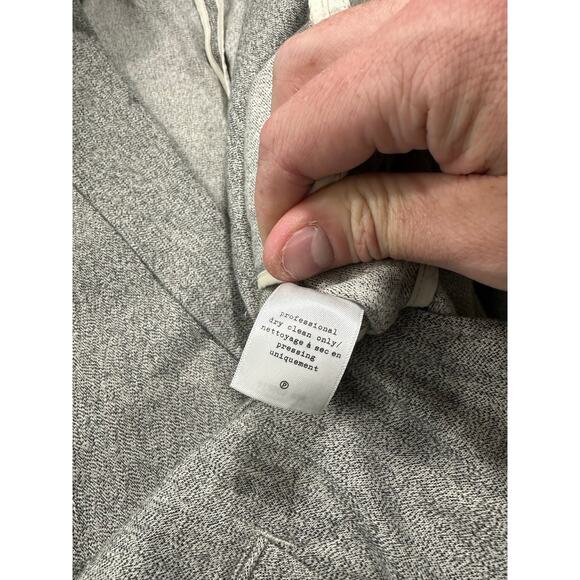 professional
dry clean only/
nettoyage à sec en
pressing
uniquement
Ⓟ